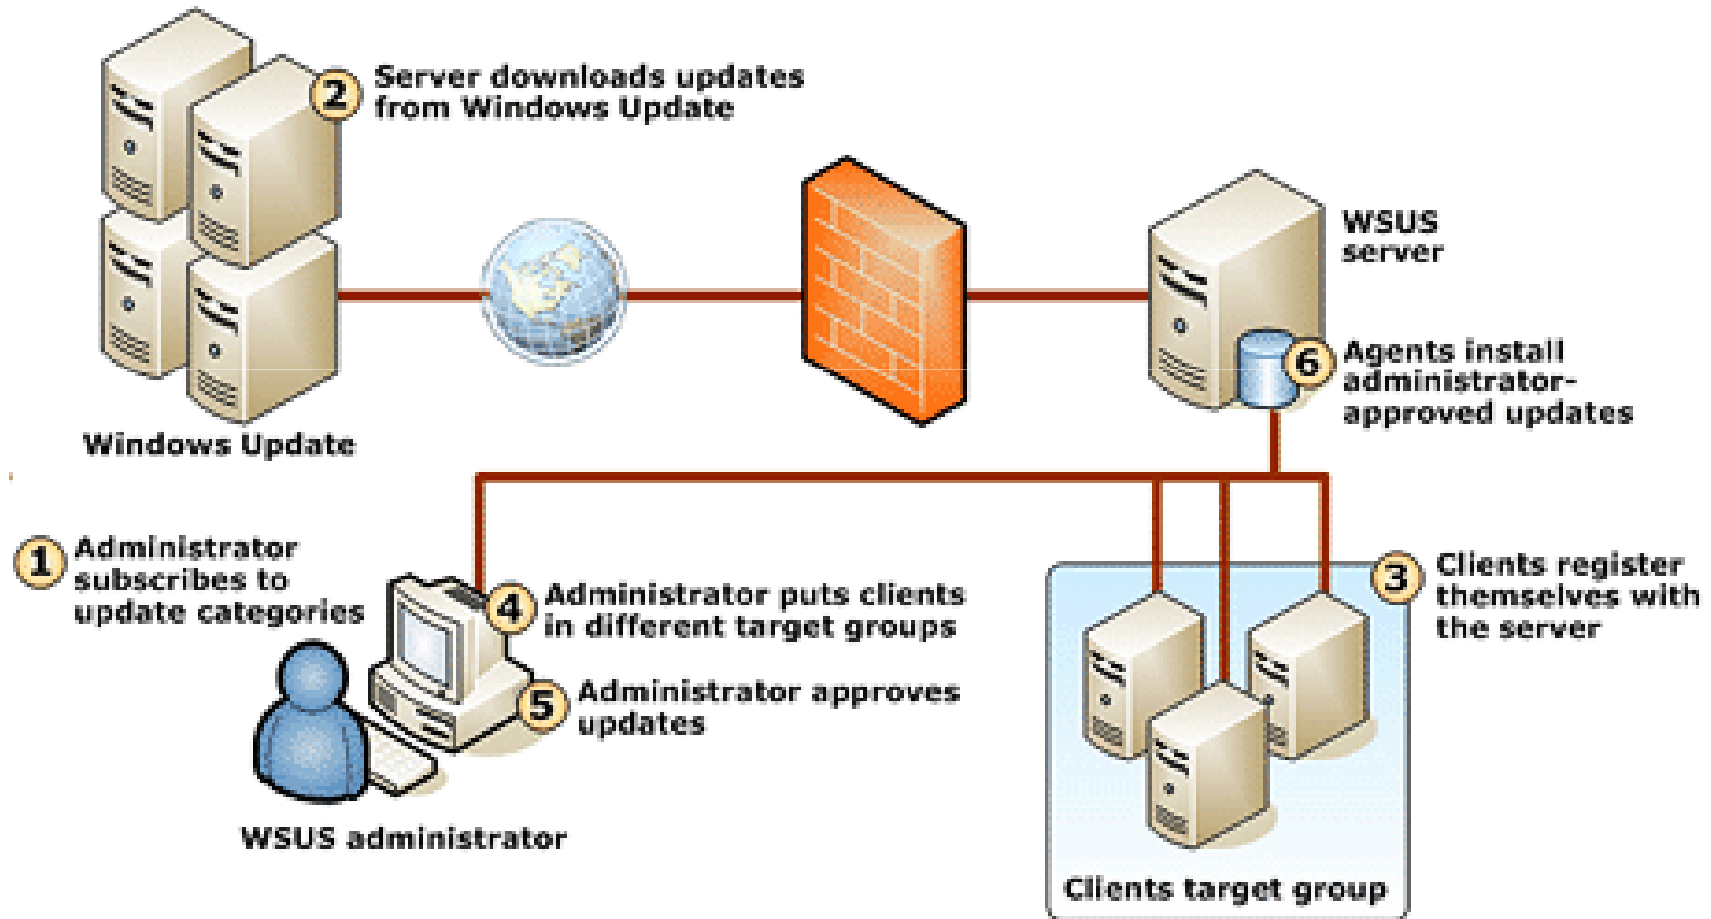 2
Server downloads updates
from Windows Update
WSUS
server
6
Agents install
administrator-
approved updates
Windows Update
1
Administrator
subscribes to
update categories
4
Administrator puts clients
in different target groups
5
Administrator approves
updates
WSUS administrator
3
Clients register
themselves with
the server
Clients target group